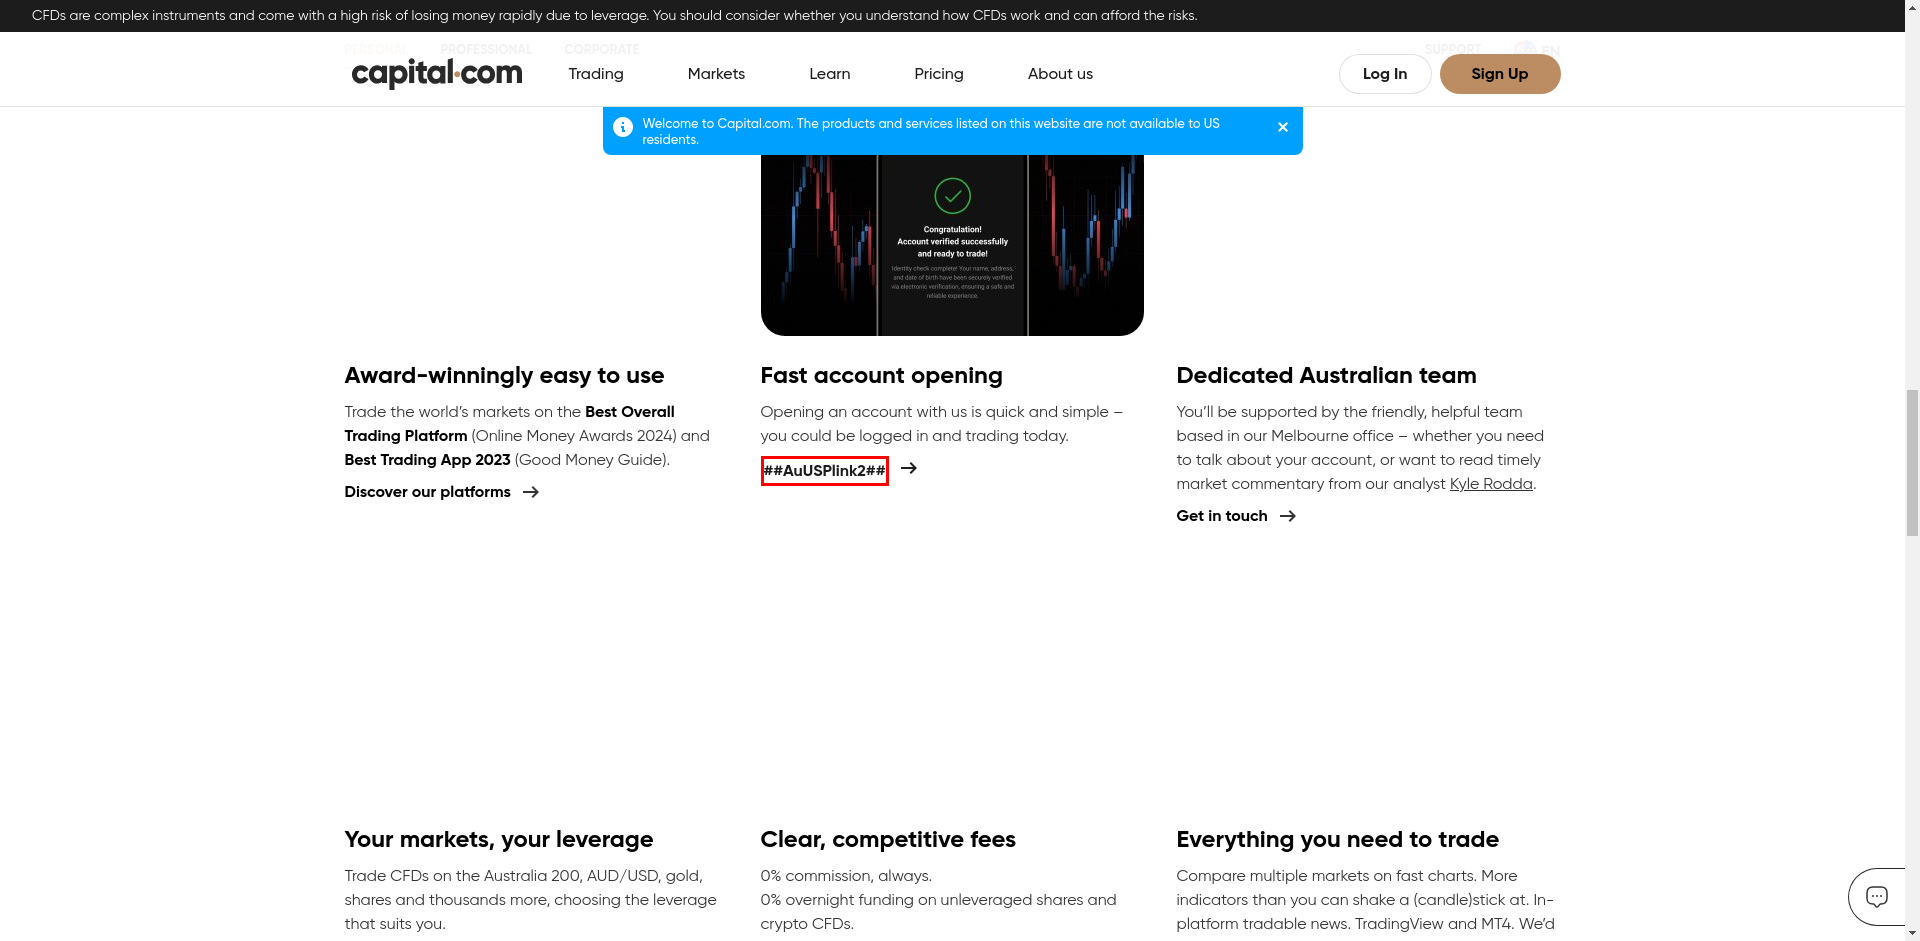 CFDs are complex instruments and come with a high risk of losing money rapidly due to leverage. You should consider whether you understand how CFDs work and can afford the risks.
PERSONAL PROFESSIONAL CORPORATE SUPPORT EN
capital.com Trading Markets Learn Pricing About us Log In Sign Up
Welcome to Capital.com. The products and services listed on this website are not available to US
residents.
Congratulation!
Account verified successfully
and ready to trade!
Identity check complete! Your name, address,
and date of birth have been securely verified
via electronic verification, ensuring a safe and
reliable experience.
Award-winningly easy to use
Trade the world’s markets on the Best Overall
Trading Platform (Online Money Awards 2024) and
Best Trading App 2023 (Good Money Guide).
Discover our platforms
Fast account opening
Opening an account with us is quick and simple –
you could be logged in and trading today.
##AuUSPlink2##
Dedicated Australian team
You’ll be supported by the friendly, helpful team
based in our Melbourne office – whether you need
to talk about your account, or want to read timely
market commentary from our analyst Kyle Rodda.
Get in touch
Your markets, your leverage
Trade CFDs on the Australia 200, AUD/USD, gold,
shares and thousands more, choosing the leverage
that suits you.
Clear, competitive fees
0% commission, always.
0% overnight funding on unleveraged shares and
crypto CFDs.
Everything you need to trade
Compare multiple markets on fast charts. More
indicators than you can shake a (candle)stick at. In-
platform tradable news. TradingView and MT4. We’d